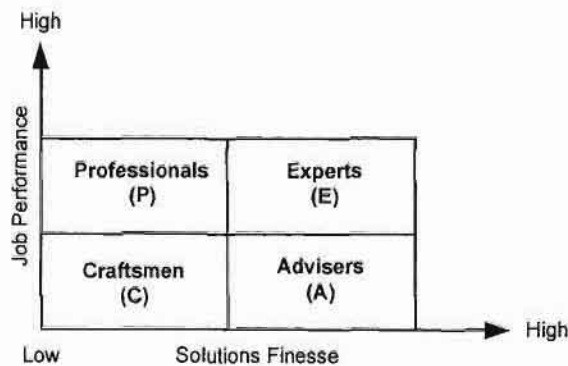 High
Job Performance
Professionals
(P)
Experts
(E)
Craftsmen
(C)
Advisers
(A)
High
Low
Solutions Finesse